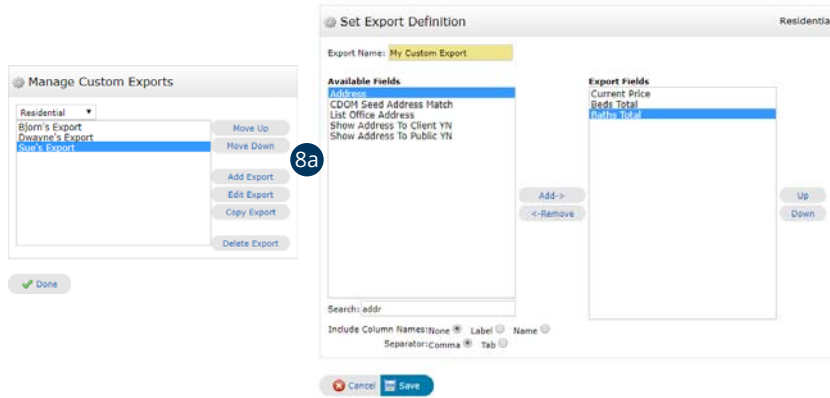 Manage Custom Exports
Residential
Bjorn's Export
Dwayne's Export
Sue's Export
Move Up
Move Down
Add Export
Edit Export
Copy Export
Delete Export
Done
8a
Set Export Definition
Residentia
Export Name: My Custom Export
Available Fields
Address
CDOM Seed Address Match
List Office Address
Show Address To Client YN
Show Address To Public YN
Add->
<-Remove
Export Fields
Current Price
Beds Total
Baths Total
Up
Down
Search: addr
Include Column Names: None Label Name
Separator: Comma Tab
Cancel Save